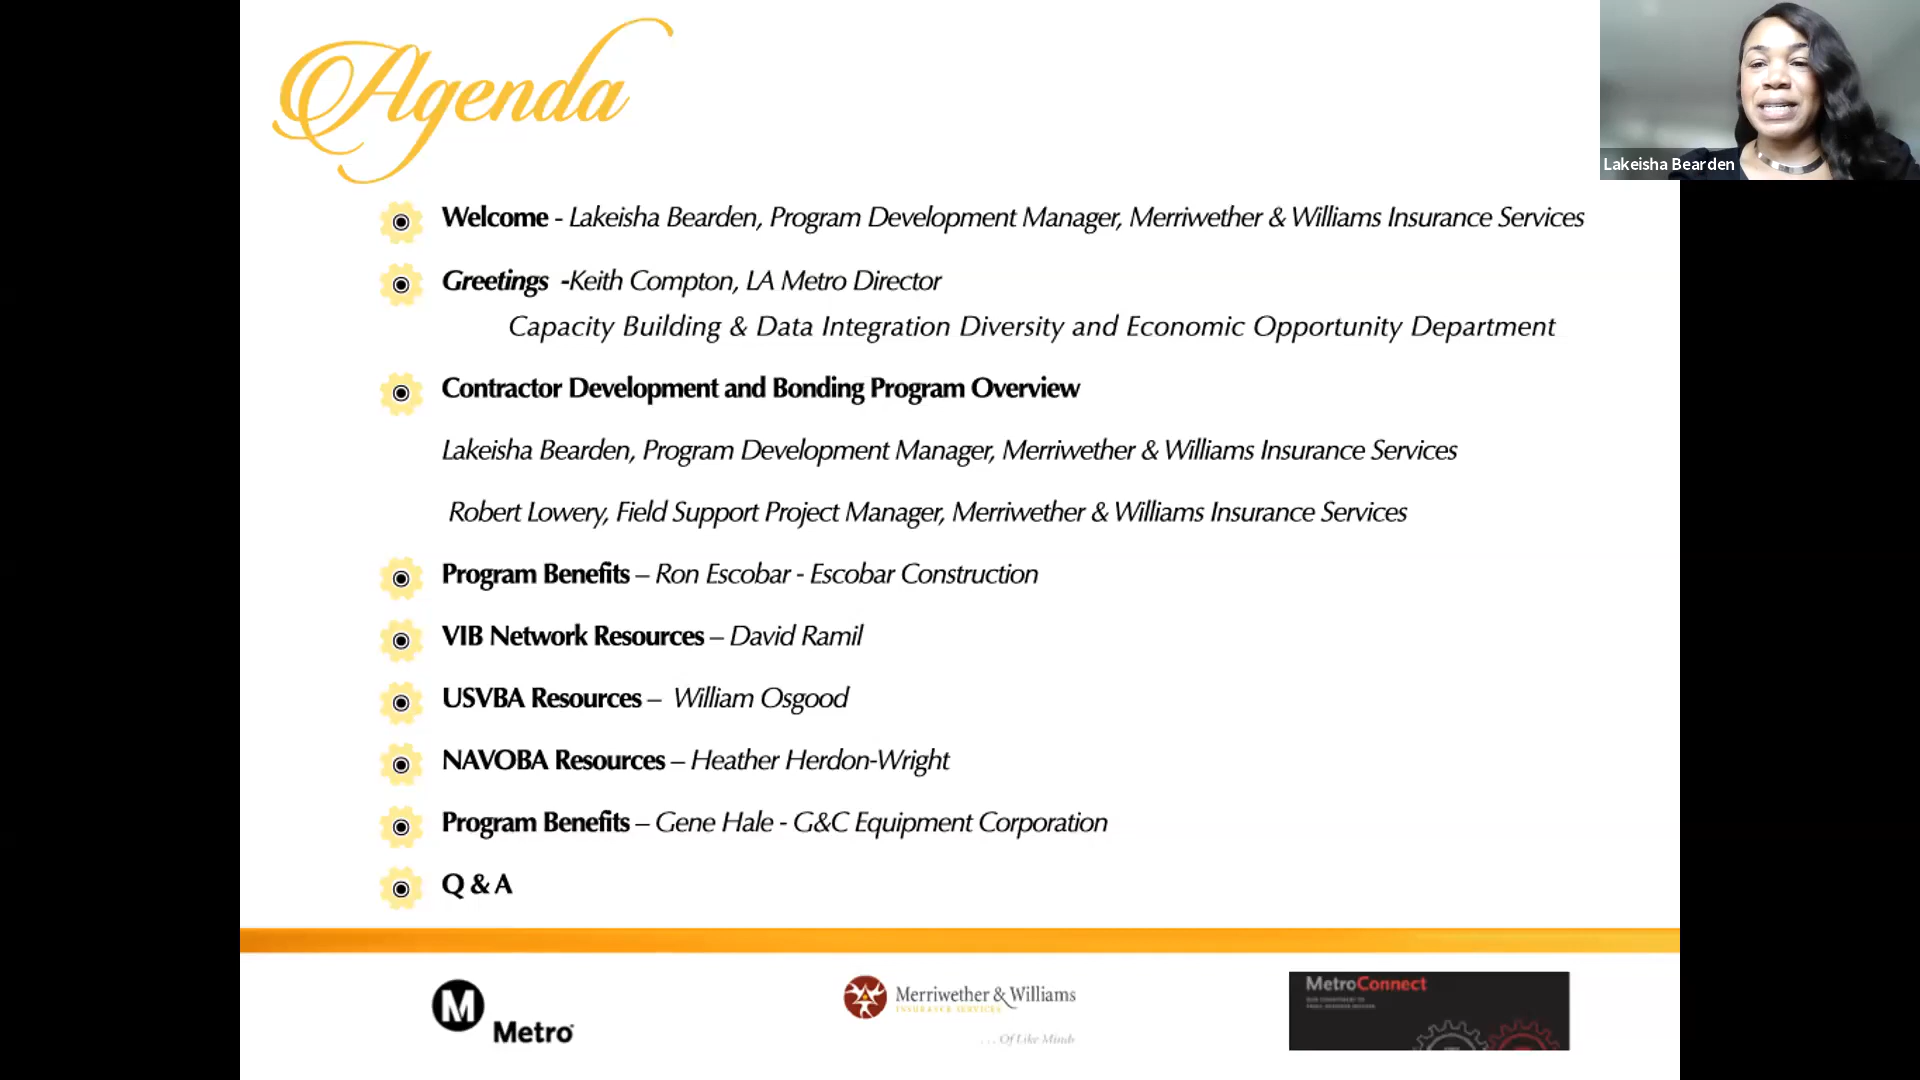 Agenda
Lakeisha Bearden
Welcome - Lakeisha Bearden, Program Development Manager, Merriwether & Williams Insurance Services
Greetings -Keith Compton, LA Metro Director
Capacity Building & Data Integration Diversity and Economic Opportunity Department
Contractor Development and Bonding Program Overview
Lakeisha Bearden, Program Development Manager, Merriwether & Williams Insurance Services
Robert Lowery, Field Support Project Manager, Merriwether & Williams Insurance Services
Program Benefits – Ron Escobar - Escobar Construction
VIB Network Resources – David Ramil
USVBA Resources – William Osgood
NAVOBA Resources – Heather Herdon-Wright
Program Benefits – Gene Hale - G&C Equipment Corporation
Q & A
M
Metro
Merriwether & Williams
INSURANCE SERVICES
... Of Like Minds
MetroConnect